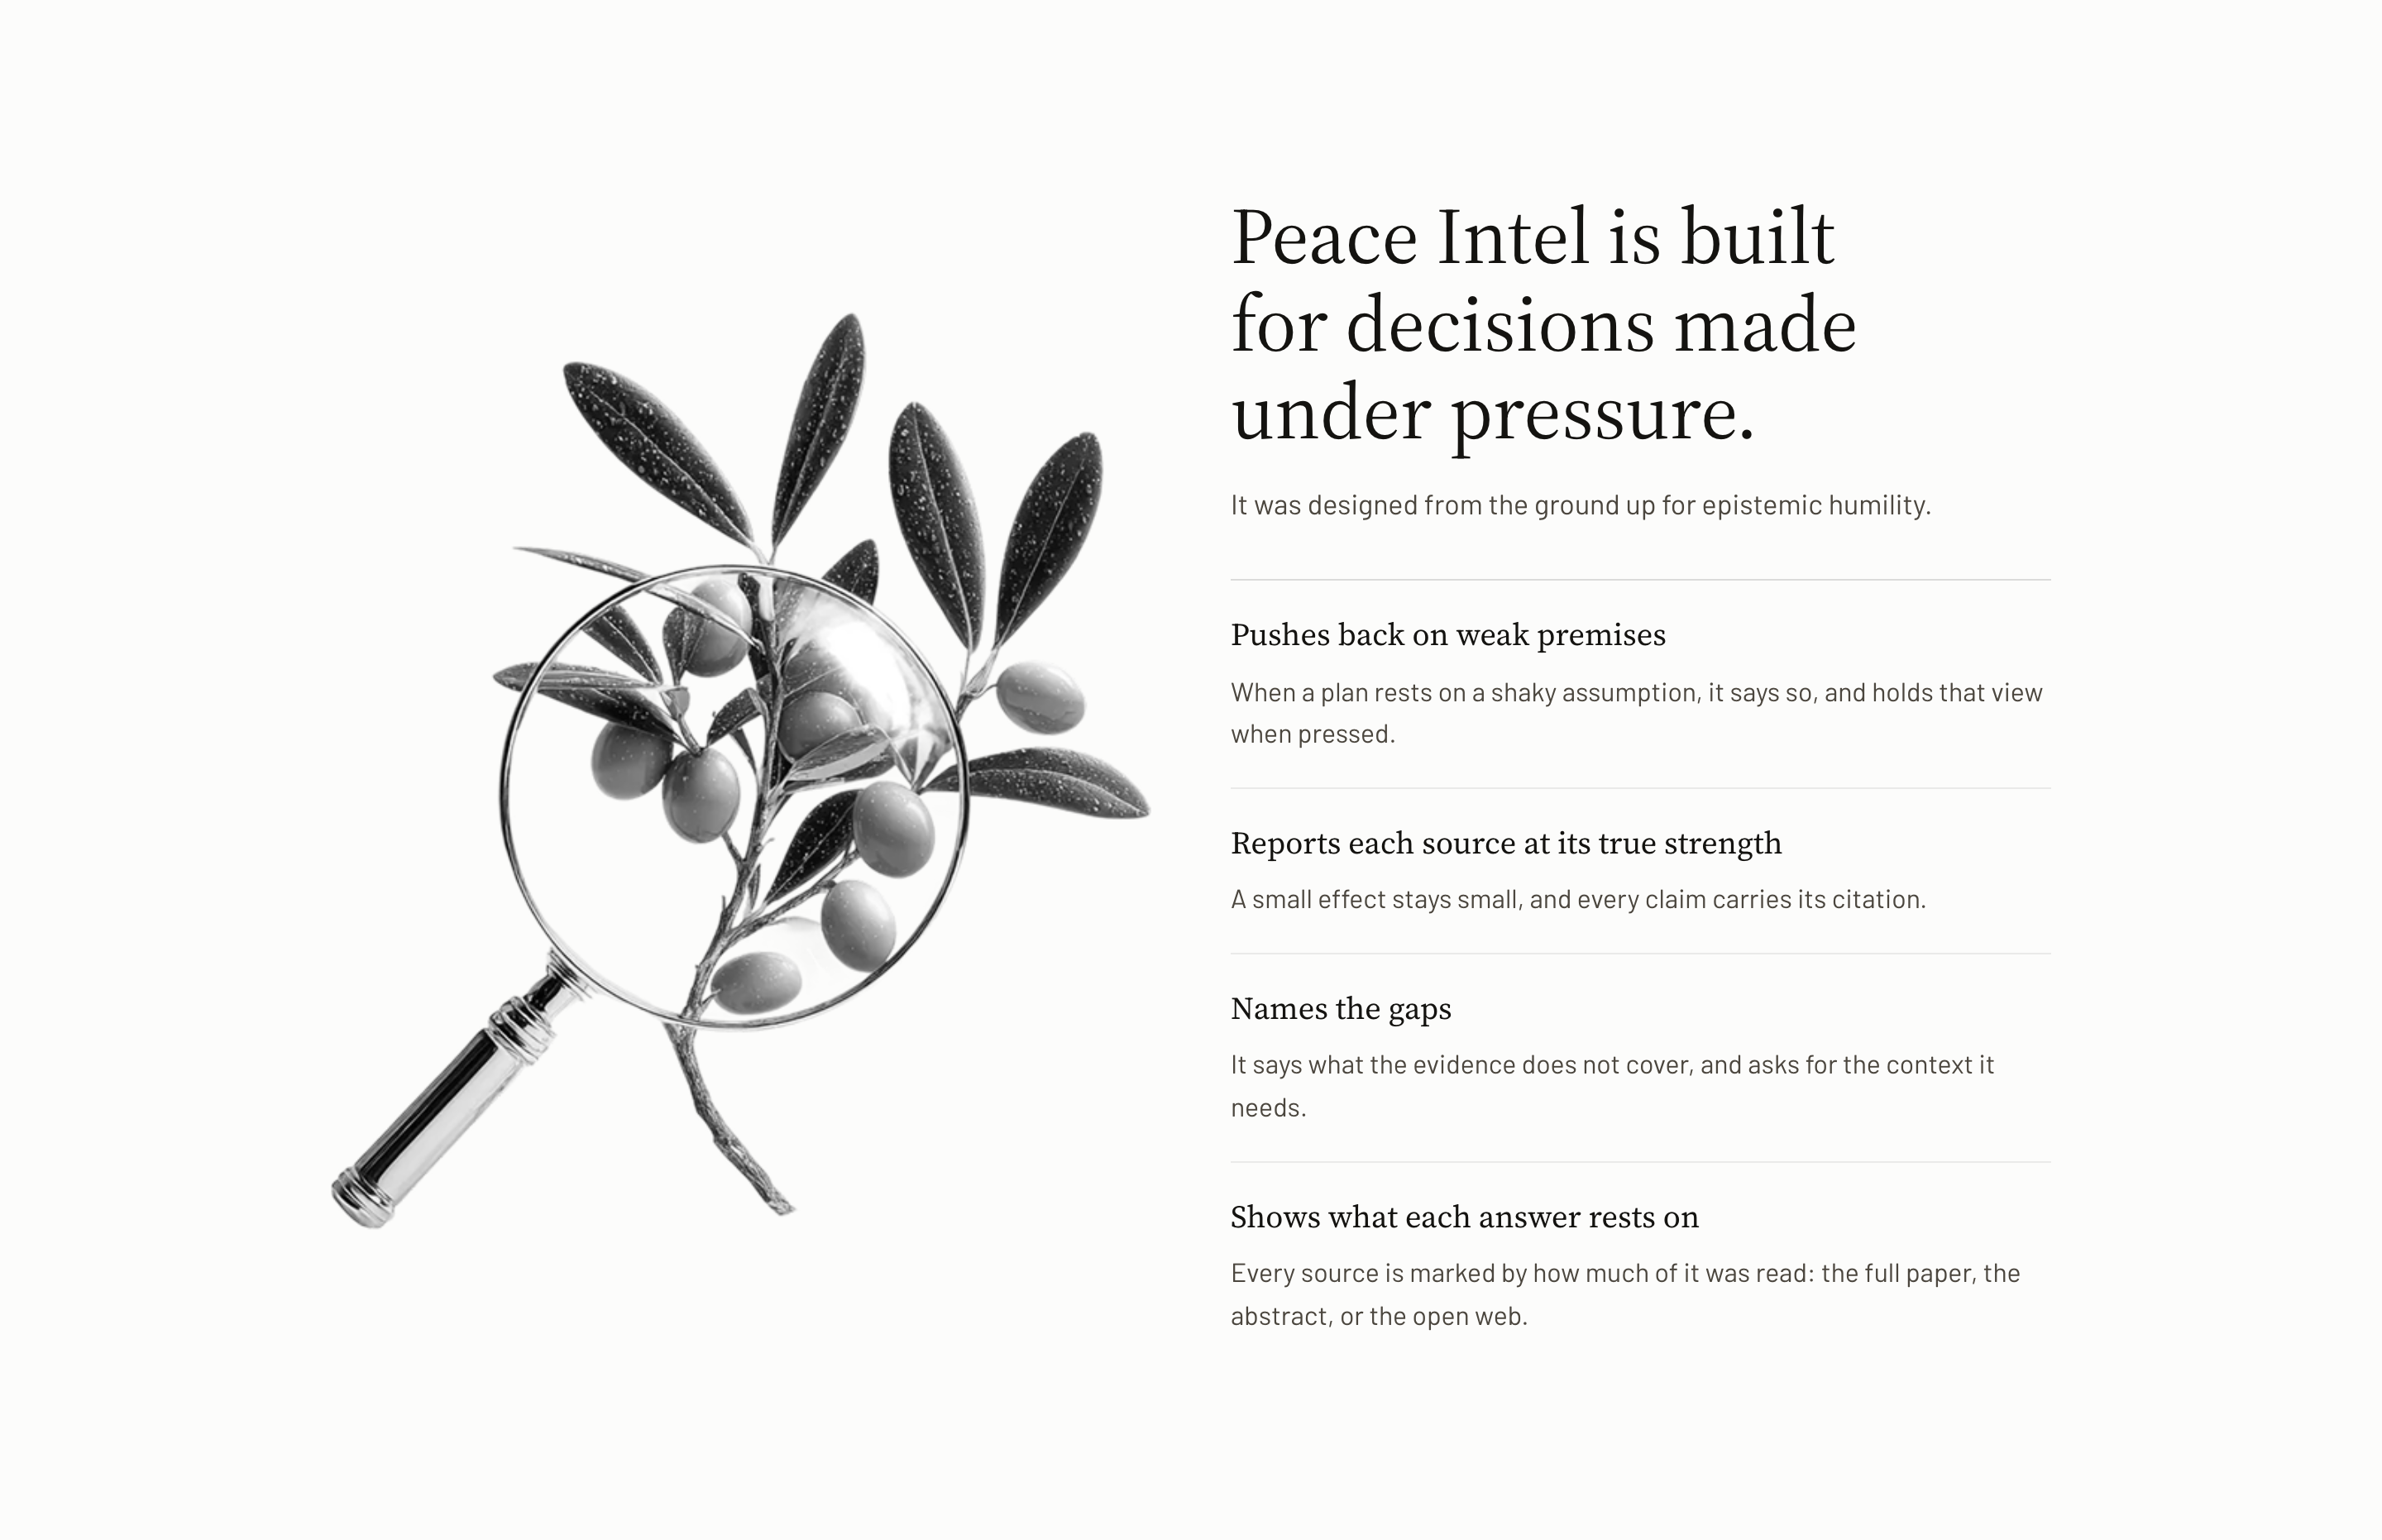 Peace Intel is built
for decisions made
under pressure.
It was designed from the ground up for epistemic humility.
Pushes back on weak premises
When a plan rests on a shaky assumption, it says so, and holds that view
when pressed.
Reports each source at its true strength
A small effect stays small, and every claim carries its citation.
Names the gaps
It says what the evidence does not cover, and asks for the context it
needs.
Shows what each answer rests on
Every source is marked by how much of it was read: the full paper, the
abstract, or the open web.